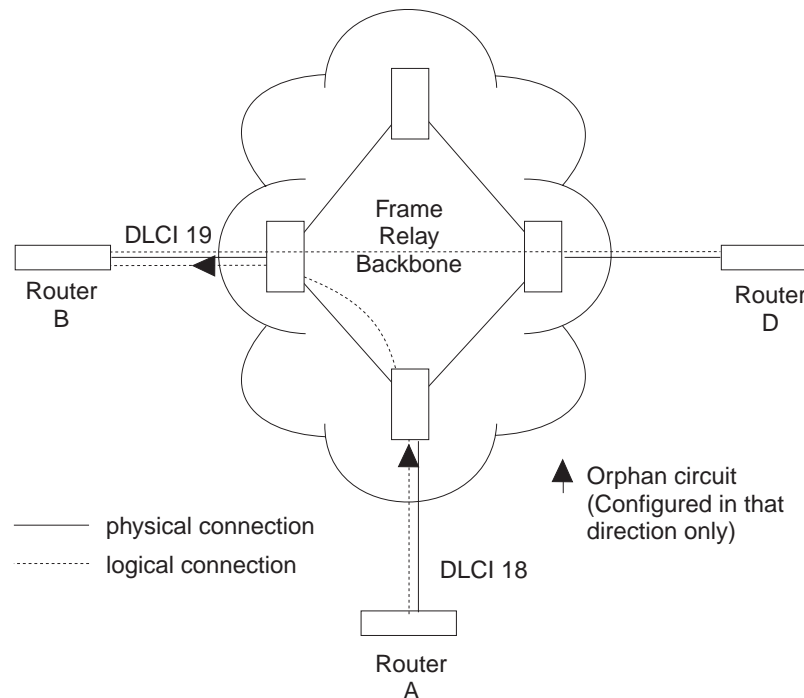 Frame
Relay
Backbone
DLCI 19
Router
B
Router
D
Orphan circuit
(Configured in that
direction only)
physical connection
logical connection
DLCI 18
Router
A